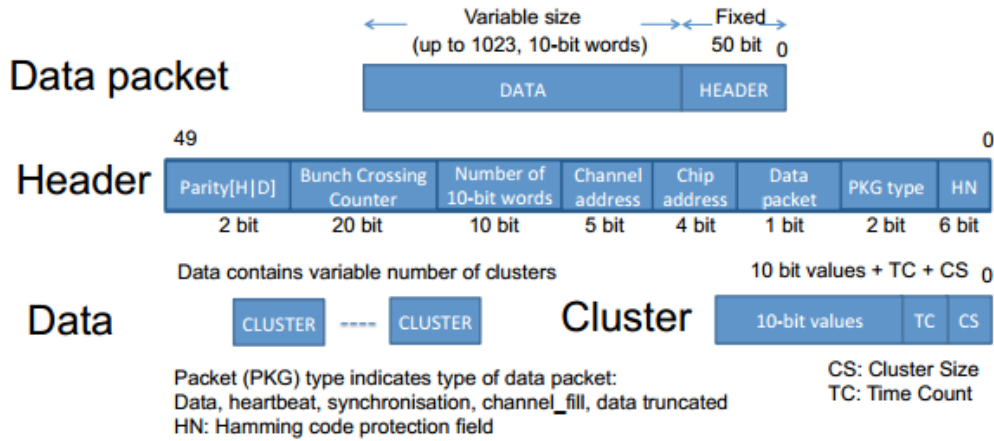 Variable size
Fixed
(up to 1023, 10-bit words)
50 bit
0
Data packet
DATA
HEADER
49
0
Header
Parity[H|D]
Bunch Crossing
Counter
Number of
10-bit words
Channel
address
Chip
address
Data
packet
PKG type
HN
2 bit
20 bit
10 bit
5 bit
4 bit
1 bit
2 bit
6 bit
Data contains variable number of clusters
10 bit values + TC + CS
0
Data
CLUSTER
----
CLUSTER
Cluster
10-bit values
TC
CS
Packet (PKG) type indicates type of data packet:
Data, heartbeat, synchronisation, channel_fill, data truncated
HN: Hamming code protection field
CS: Cluster Size
TC: Time Count